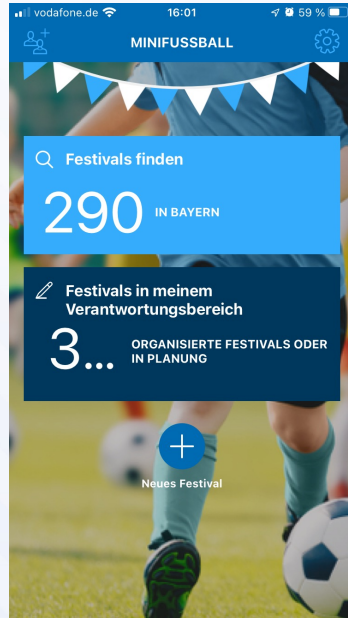 vodafone.de 16:01 59 %
MINIFUSSBALL
Festivals finden
290 IN BAYERN
Festivals in meinem
Verantwortungsbereich
3... ORGANISIERTE FESTIVALS ODER
IN PLANUNG
Neues Festival